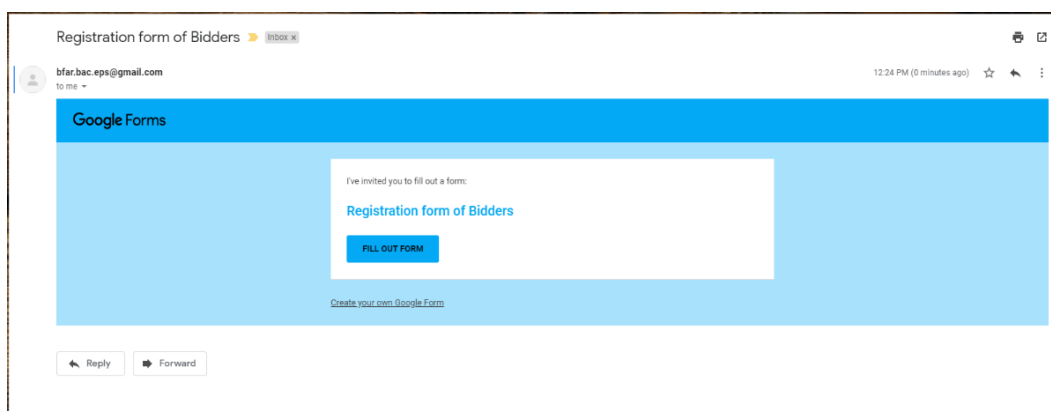 Registration form of Bidders Inbox x
bfar.bac.eps@gmail.com 12:24 PM (0 minutes ago)
to me
Google Forms
I've invited you to fill out a form:
Registration form of Bidders
FILL OUT FORM
Create your own Google Form
Reply Forward